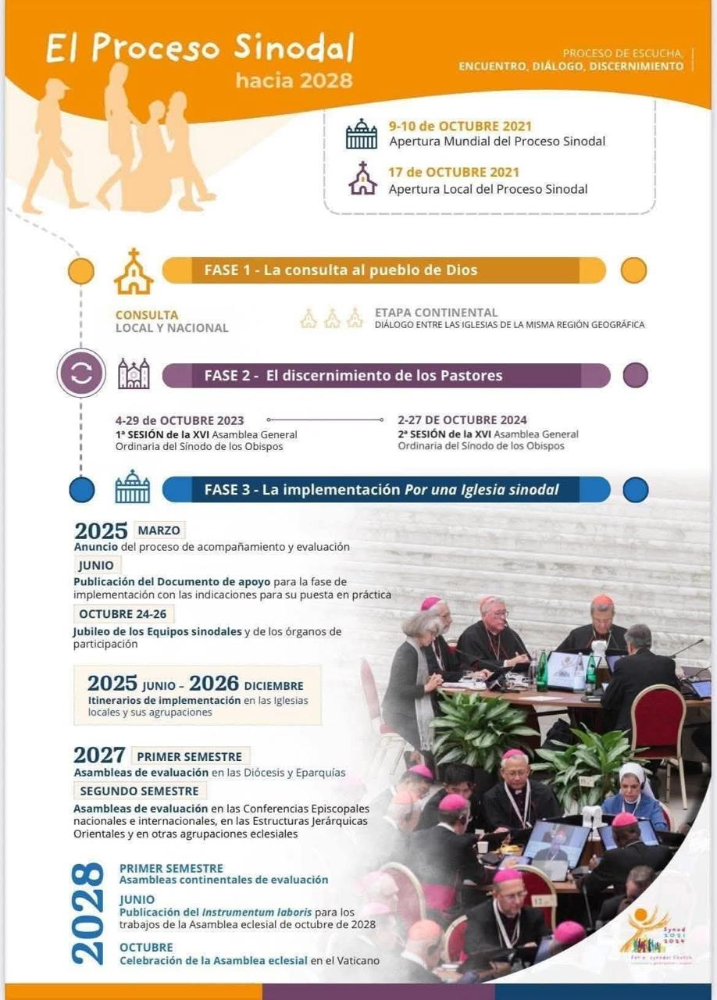 El Proceso Sinodal
hacia 2028
PROCESO DE ESCUCHA,
ENCUENTRO, DIÁLOGO, DISCERNIMIENTO
9-10 de OCTUBRE 2021
Apertura Mundial del Proceso Sinodal
17 de OCTUBRE 2021
Apertura Local del Proceso Sinodal
FASE 1 - La consulta al pueblo de Dios
CONSULTA
LOCAL Y NACIONAL
ETAPA CONTINENTAL
DIÁLOGO ENTRE LAS IGLESIAS DE LA MISMA REGIÓN GEOGRÁFICA
FASE 2 - El discernimiento de los Pastores
4-29 de OCTUBRE 2023
1ª SESIÓN de la XVI Asamblea General
Ordinaria del Sínodo de los Obispos
2-27 DE OCTUBRE 2024
2ª SESIÓN de la XVI Asamblea General
Ordinaria del Sínodo de los Obispos
FASE 3 - La implementación Por una Iglesia sinodal
2025 MARZO
Anuncio del proceso de acompañamiento y evaluación
JUNIO
Publicación del Documento de apoyo para la fase de
implementación con las indicaciones para su puesta en práctica
OCTUBRE 24-26
Jubileo de los Equipos sinodales y de los órganos de
participación
2025 JUNIO - 2026 DICIEMBRE
Itinerarios de implementación en las Iglesias
locales y sus agrupaciones
2027 PRIMER SEMESTRE
Asambleas de evaluación en las Diócesis y Eparquías
SEGUNDO SEMESTRE
Asambleas de evaluación en las Conferencias Episcopales
nacionales e internacionales, en las Estructuras Jerárquicas
Orientales y en otras agrupaciones eclesiales
2028
PRIMER SEMESTRE
Asambleas continentales de evaluación
JUNIO
Publicación del Instrumentum laboris para los
trabajos de la Asamblea eclesial de octubre de 2028
OCTUBRE
Celebración de la Asamblea eclesial en el Vaticano
Synod
2021
2024
For a synodal Church